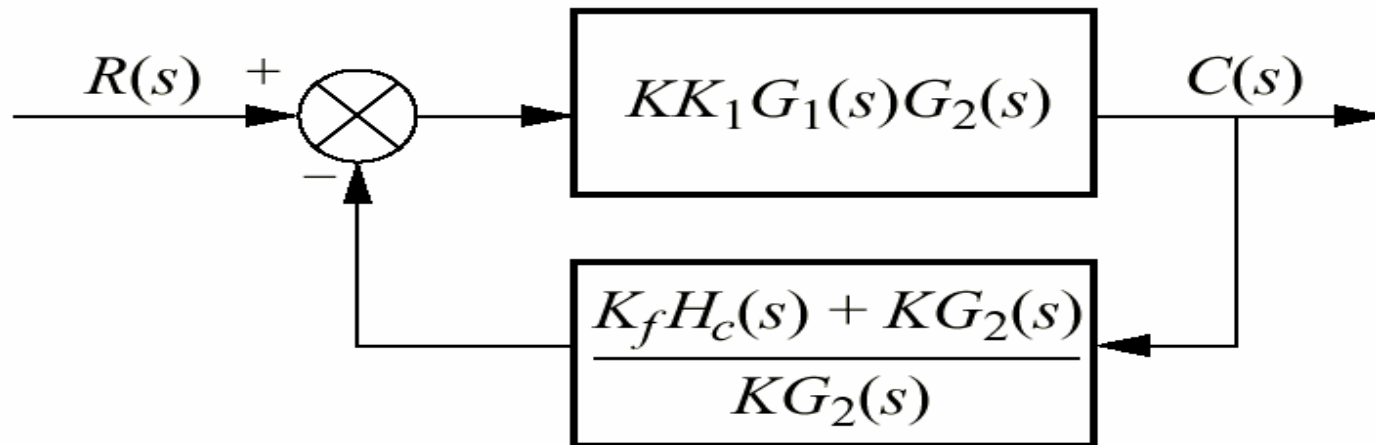 R(s)
+
KK₁G₁(s)G₂(s)
C(s)
−
K_fH_c(s) + KG₂(s)
KG₂(s)